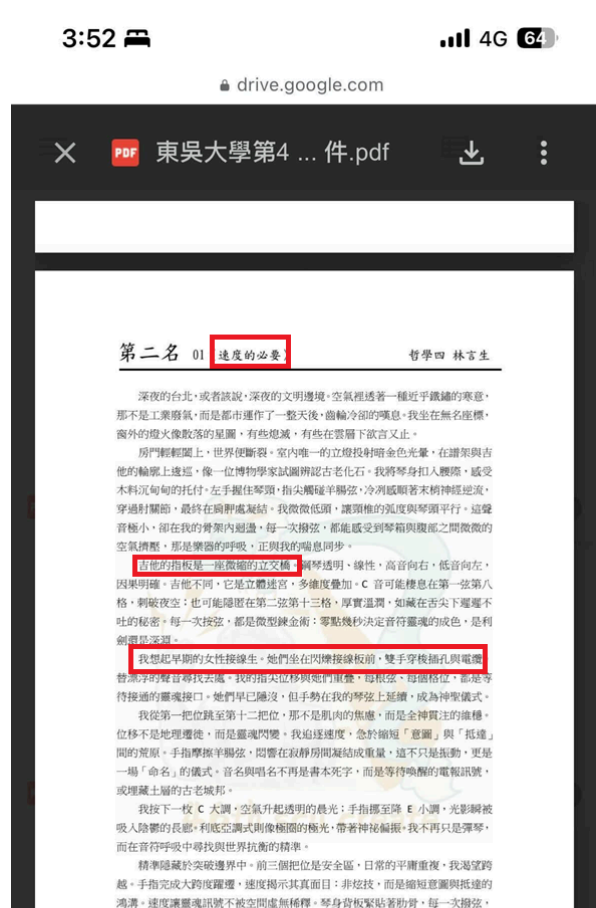 3:52
4G 64
drive.google.com
PDF 東吳大學第4 ... 件.pdf
第二名 01〈速度的必要〉 哲學四 林言生
深夜的台北,或者該說,深夜的文明邊境。空氣裡透著一種近乎鐵鏽的寒意,
那不是工業廢氣,而是都市運作了一整天後,齒輪冷卻的嘆息。我坐在無名座標,
窗外的燈火像散落的星圖,有些熄滅,有些在雲層下欲言又止。
房門輕輕闔上,世界便斷裂。室內唯一的立燈投射暗金色光暈,在譜架與吉
他的輪廓上逡巡,像一位博物學家試圖辨認古老化石。我將琴身扣入腰際,感受
木料沉甸甸的托付。左手握住琴頸,指尖觸碰羊腸弦,冷冽感順著末梢神經逆流,
穿過肘關節,最終在肩胛處凝結。我微微低頭,讓頸椎的弧度與琴頸平行。這聲
音極小,卻在我的骨架內迴盪,每一次撥弦,都能感受到琴箱與腹部之間微微的
空氣擠壓,那是樂器的呼吸,正與我的喘息同步。
吉他的指板是一座微縮的立交橋。鋼琴透明、線性,高音向右,低音向左,
因果明確。吉他不同,它是立體迷宮,多維度疊加。C 音可能棲息在第一弦第八
格,刺破夜空;也可能隱匿在第二弦第十三格,厚實溫潤,如藏在舌尖下遲遲不
吐的秘密。每一次按弦,都是微型鍊金術:零點幾秒決定音符靈魂的成色,是利
劍還是深淵。
我想起早期的女性接線生。她們坐在閃爍接線板前,雙手穿梭插孔與電纜
替漂浮的聲音尋找去處。我的指尖位移與她們重疊,每根弦、每個格位,都是等
待接通的靈魂接口。她們早已隱沒,但手勢在我的琴弦上延續,成為神聖儀式。
我從第一把位跳至第十二把位,那不是肌肉的焦慮,而是全神貫注的維穩。
位移不是地理遷徙,而是靈魂閃變。我追逐速度,急於縮短「意圖」與「抵達」
間的荒原。手指摩擦羊腸弦,悶響在寂靜房間凝結成重量,這不只是振動,更是
一場「命名」的儀式。音名與唱名不再是書本死字,而是等待喚醒的電報訊號,
或埋藏土層的古老城邦。
我按下一枚 C 大調,空氣升起透明的晨光;手指挪至降 E 小調,光影瞬被
吸入陰鬱的長廊。利底亞調式則像極圈的極光,帶著神祕偏振。我不再只是彈琴,
而在音符呼吸中尋找與世界抗衡的精準。
精準隱藏於突破邊界中。前三個把位是安全區,日常的平庸重複,我渴望跨
越。手指完成大跨度躍遷,速度揭示其真面目:非炫技,而是縮短意圖與抵達的
鴻溝。速度讓靈魂訊號不被空間虛無稀釋。琴身背板緊貼著肋骨,每一次撥弦,